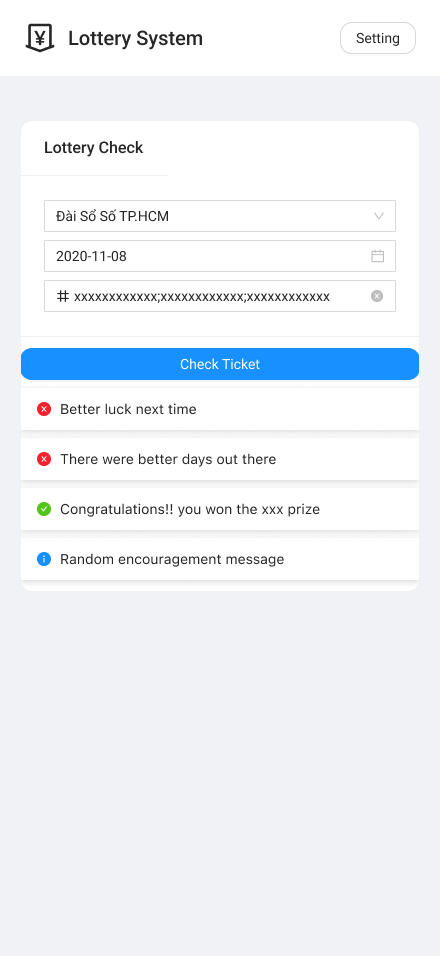 Lottery System
Setting
Lottery Check
Đài Sổ Số TP.HCM
2020-11-08
# xxxxxxxxxxxx;xxxxxxxxxxxx;xxxxxxxxxxxx
Check Ticket
Better luck next time
There were better days out there
Congratulations!! you won the xxx prize
Random encouragement message